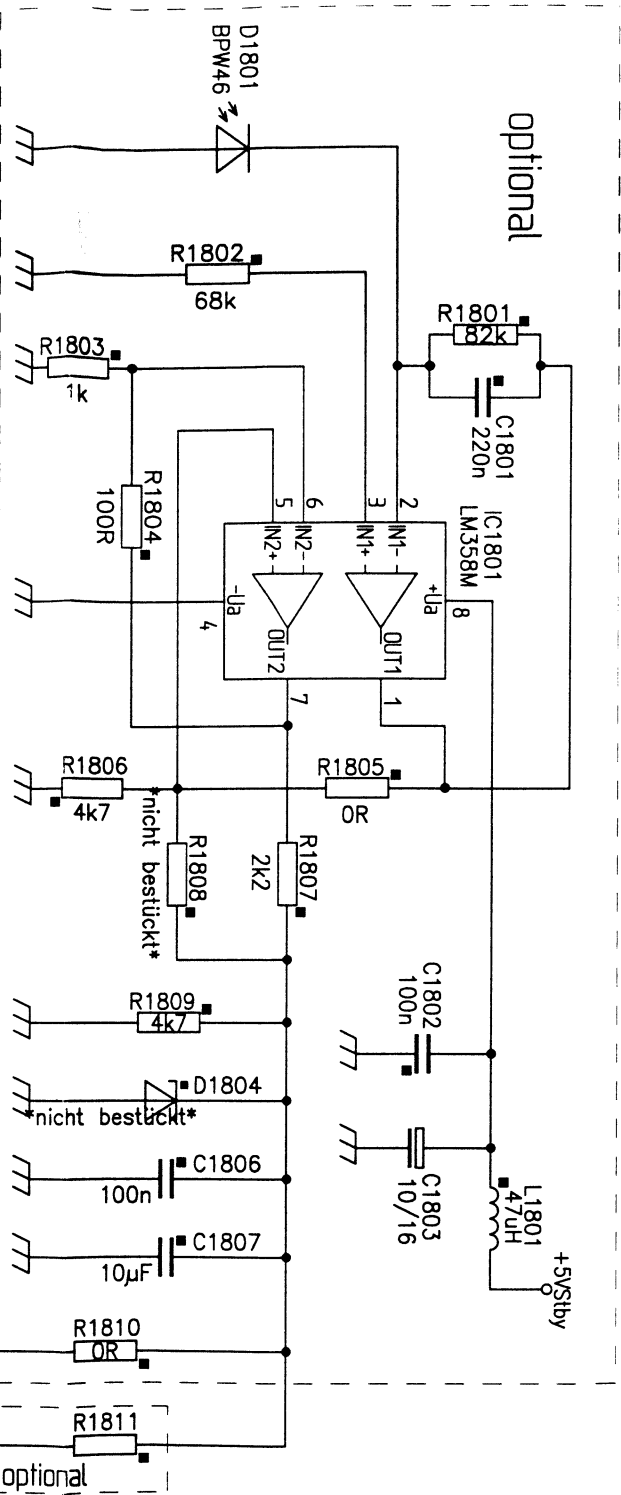 D1801
BPW46
optional
R1802
68k
R1801
82k
R1803
1k
C1801
220n
R1804
100R
5
6
3
2
IC1801
LM358M
IN2+
IN2-
IN1+
IN1-
-Ua
+Ua
4
8
OUT2
OUT1
7
1
R1806
4k7
R1805
0R
*nicht bestückt*
R1808
R1807
2k2
R1809
4k7
C1802
100n
D1804
*nicht bestückt*
C1806
100n
C1803
10/16
L1801
47uH
+5VStby
C1807
10µF
R1810
0R
R1811
optional